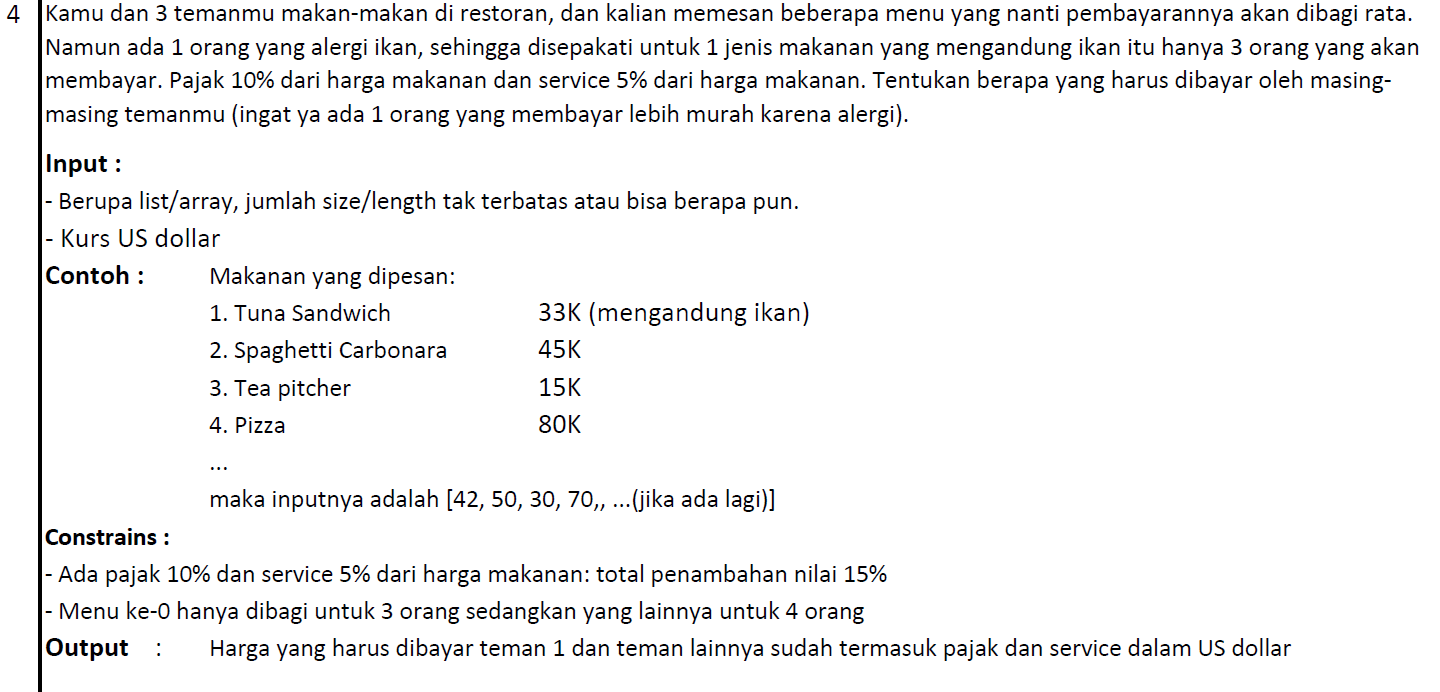 4 Kamu dan 3 temanmu makan-makan di restoran, dan kalian memesan beberapa menu yang nanti pembayarannya akan dibagi rata.
Namun ada 1 orang yang alergi ikan, sehingga disepakati untuk 1 jenis makanan yang mengandung ikan itu hanya 3 orang yang akan
membayar. Pajak 10% dari harga makanan dan service 5% dari harga makanan. Tentukan berapa yang harus dibayar oleh masing-
masing temanmu (ingat ya ada 1 orang yang membayar lebih murah karena alergi).
Input :
- Berupa list/array, jumlah size/length tak terbatas atau bisa berapa pun.
- Kurs US dollar
Contoh : Makanan yang dipesan:
1. Tuna Sandwich 33K (mengandung ikan)
2. Spaghetti Carbonara 45K
3. Tea pitcher 15K
4. Pizza 80K
...
maka inputnya adalah [42, 50, 30, 70,, ...(jika ada lagi)]
Constrains :
- Ada pajak 10% dan service 5% dari harga makanan: total penambahan nilai 15%
- Menu ke-0 hanya dibagi untuk 3 orang sedangkan yang lainnya untuk 4 orang
Output : Harga yang harus dibayar teman 1 dan teman lainnya sudah termasuk pajak dan service dalam US dollar